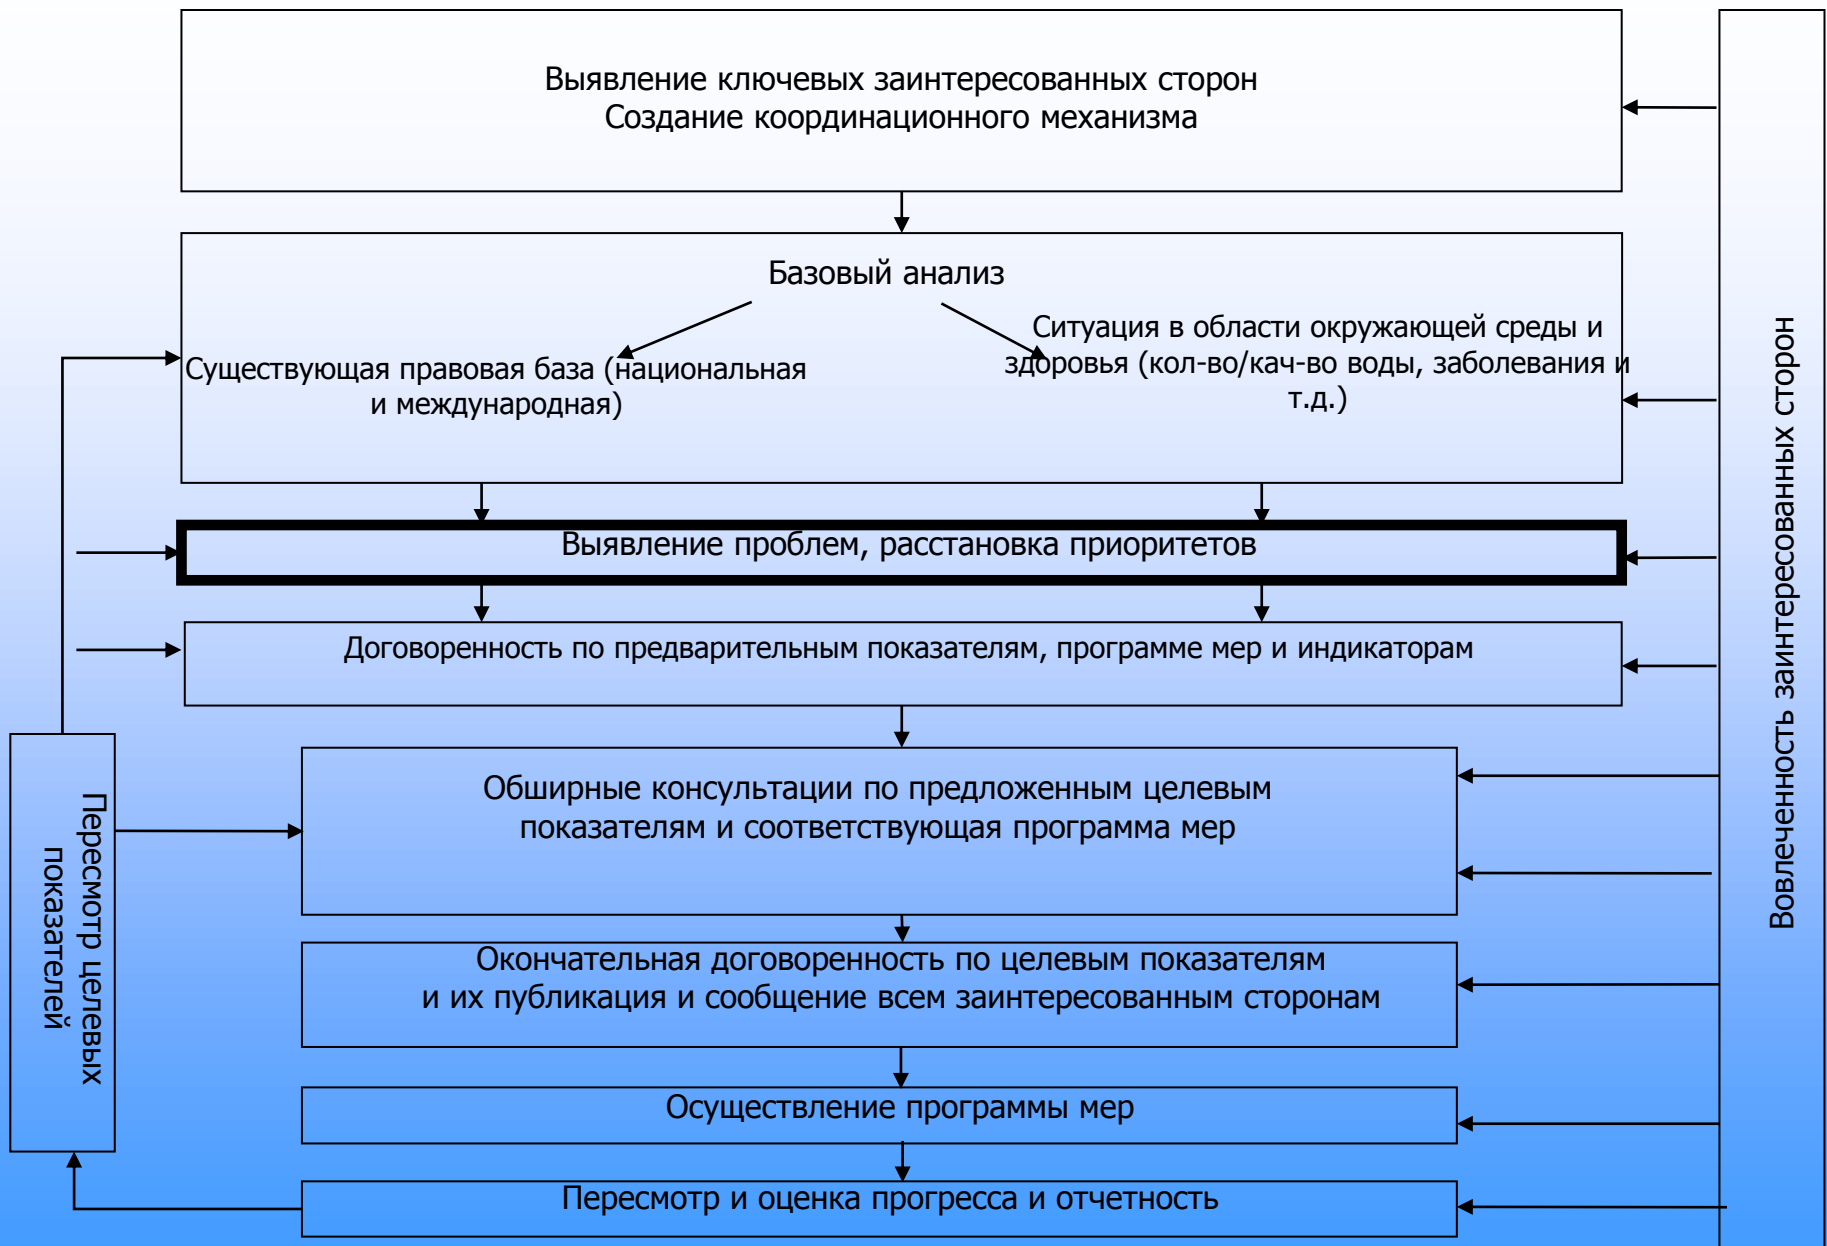 Выявление ключевых заинтересованных сторон
Создание координационного механизма
Базовый анализ
Существующая правовая база (национальная
и международная)
Ситуация в области окружающей среды и
здоровья (кол-во/кач-во воды, заболевания и
т.д.)
Выявление проблем, расстановка приоритетов
Договоренность по предварительным показателям, программе мер и индикаторам
Обширные консультации по предложенным целевым
показателям и соответствующая программа мер
Окончательная договоренность по целевым показателям
и их публикация и сообщение всем заинтересованным сторонам
Осуществление программы мер
Пересмотр и оценка прогресса и отчетность
Пересмотр целевых
показателей
Вовлеченность заинтересованных сторон